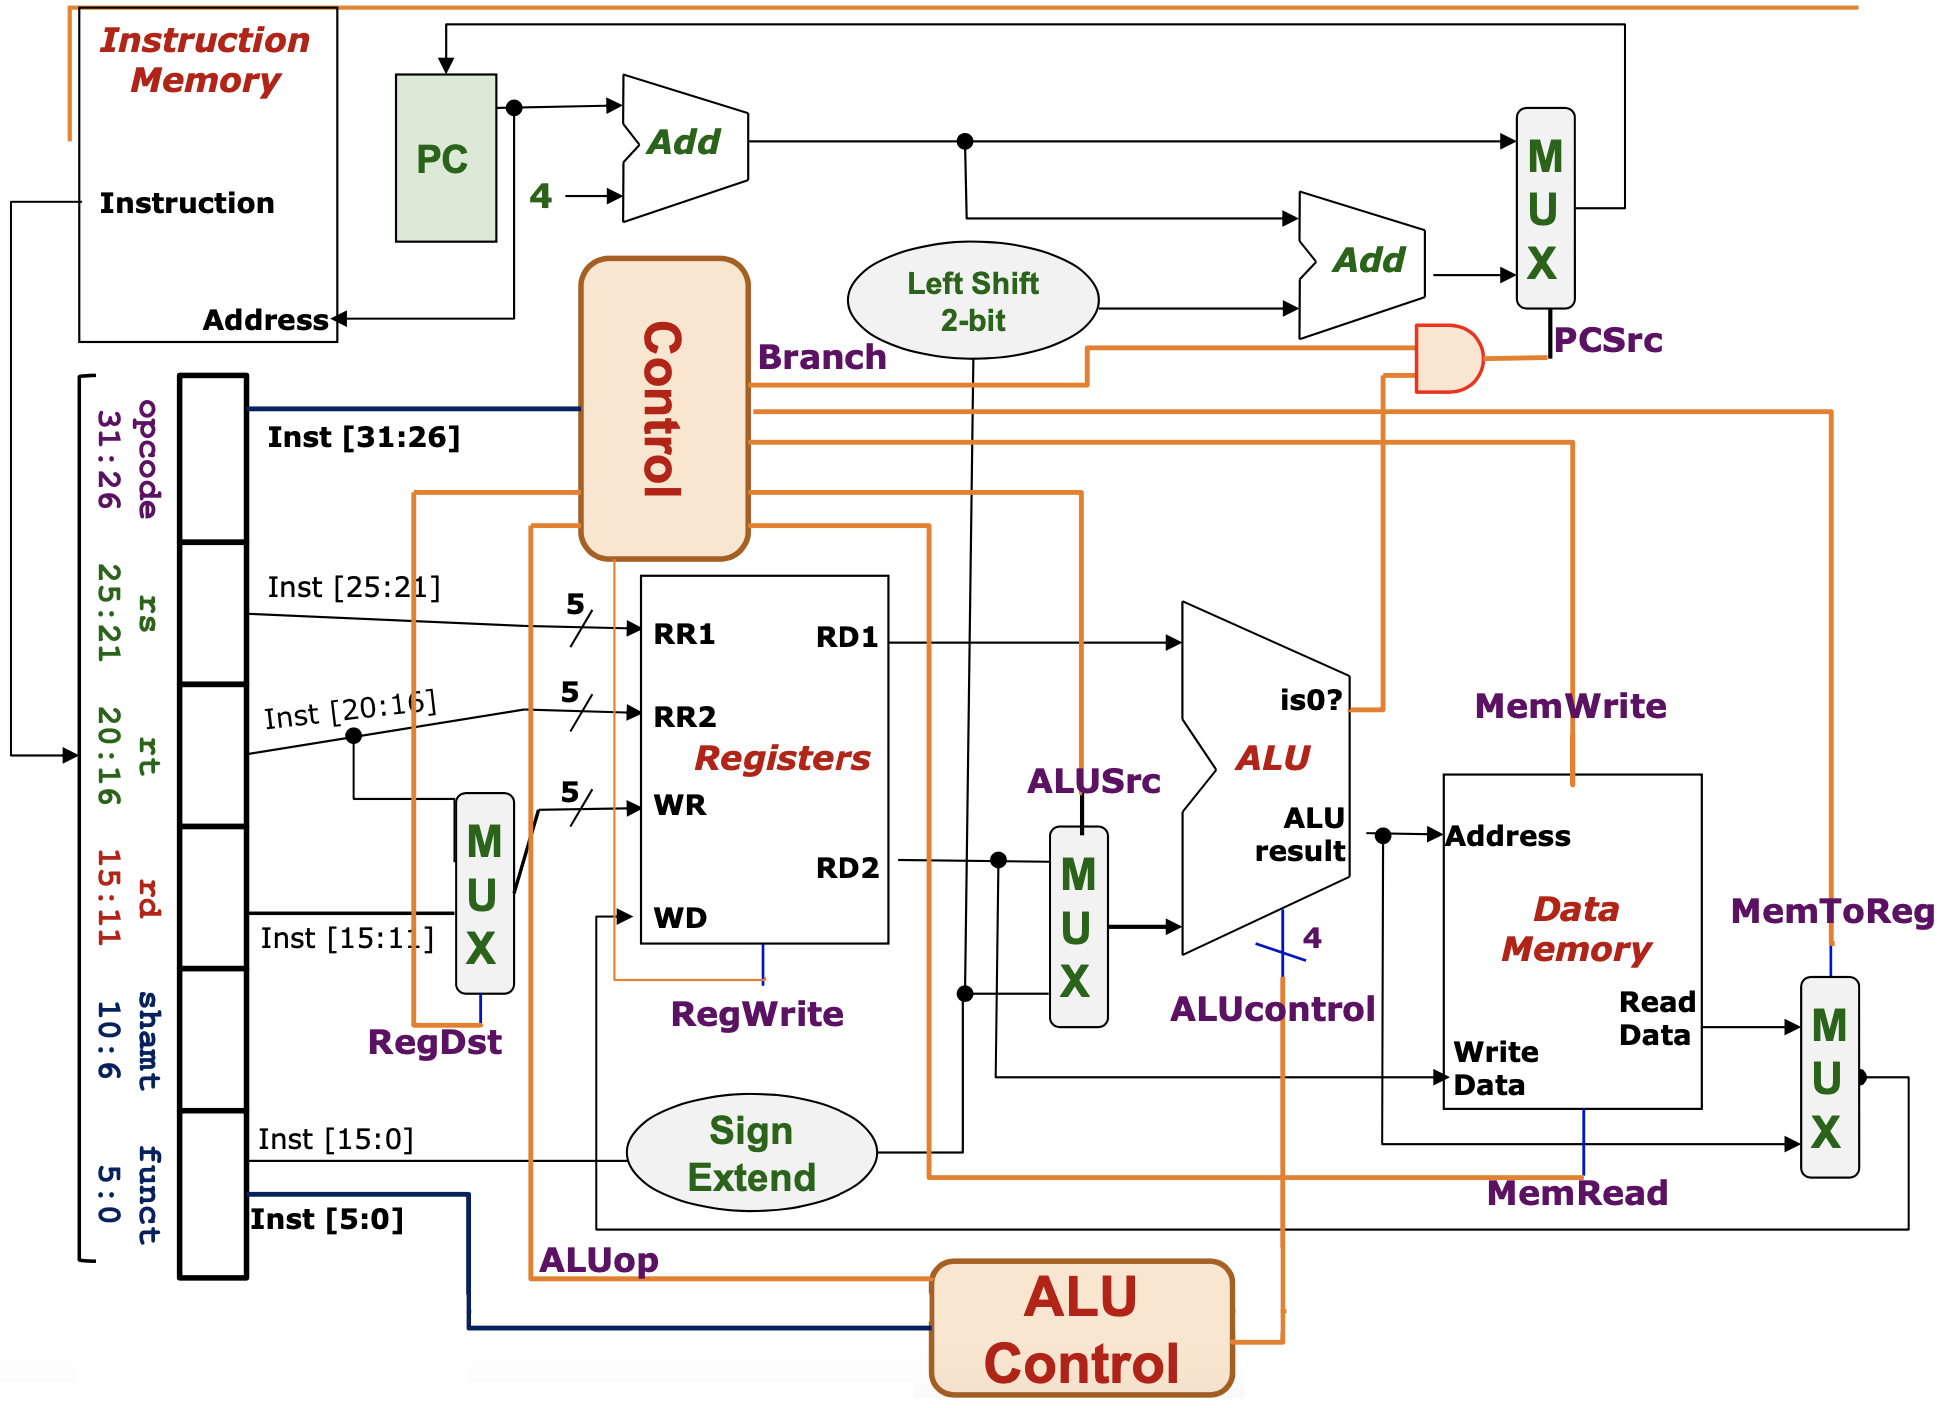 Instruction
Memory
Instruction
Address
PC
4
Add
Add
M
U
X
PCSrc
Left Shift
2-bit
Control
Branch
opcode
31:26
Inst [31:26]
rs
25:21
Inst [25:21]
rt
20:16
Inst [20:16]
rd
15:11
Inst [15:11]
shamt
10:6
funct
5:0
Inst [15:0]
Inst [5:0]
M
U
X
RegDst
5
5
5
RR1
RR2
WR
WD
Registers
RD1
RD2
RegWrite
Sign
Extend
ALUSrc
M
U
X
is0?
ALU
ALU
result
4
ALUcontrol
MemWrite
Address
Data
Memory
Read
Data
Write
Data
MemRead
MemToReg
M
U
X
ALUop
ALU
Control